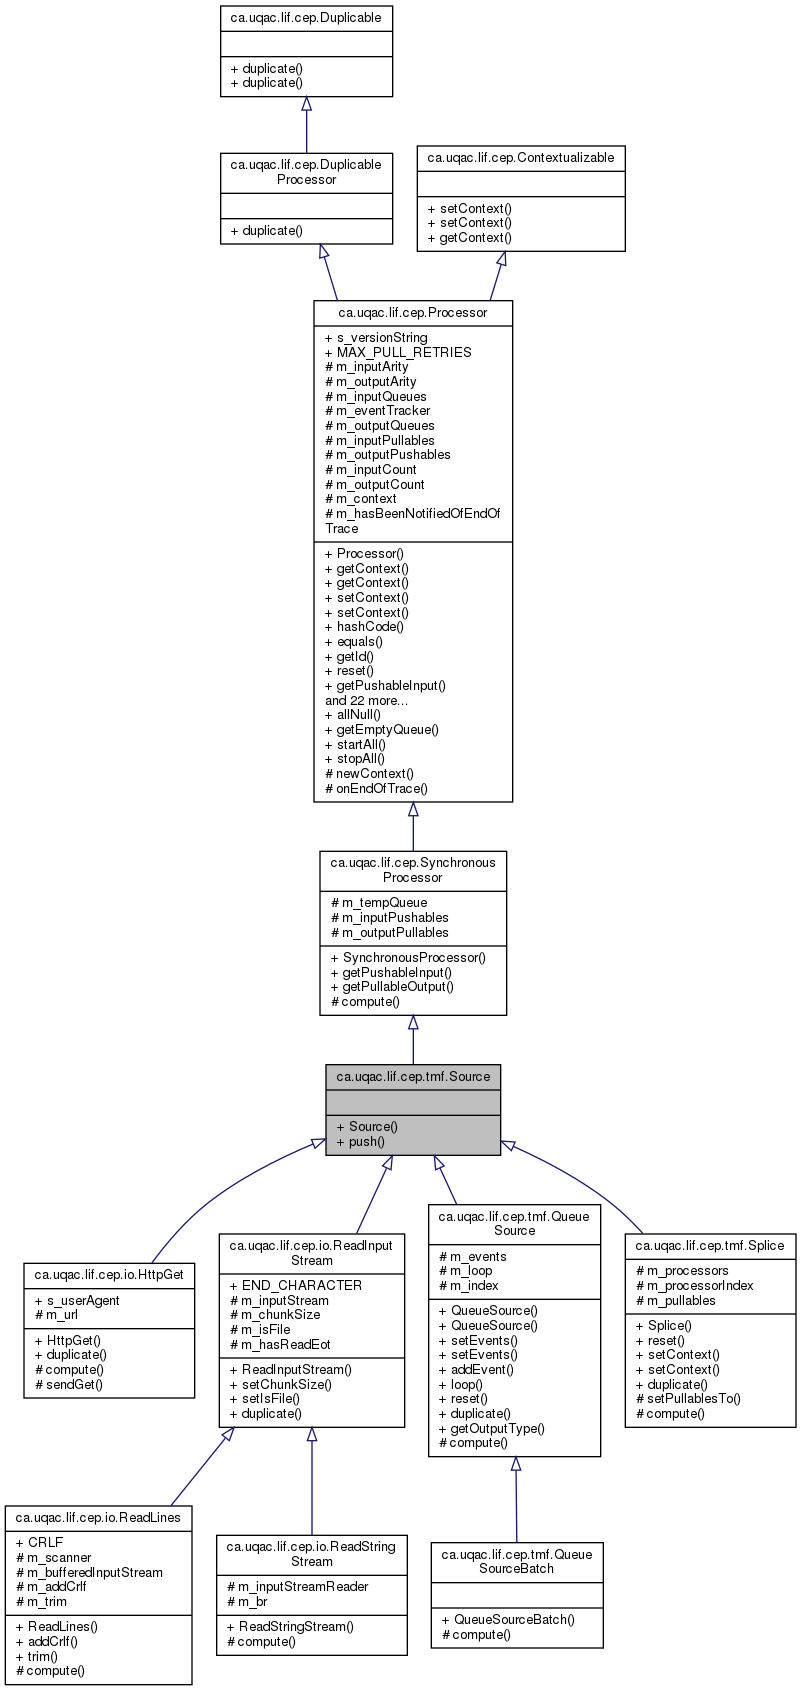 ca.uqac.lif.cep.Duplicable
+ duplicate()
+ duplicate()
ca.uqac.lif.cep.Duplicable
Processor
+ duplicate()
ca.uqac.lif.cep.Contextualizable
+ setContext()
+ setContext()
+ getContext()
ca.uqac.lif.cep.Processor
+ s_versionString
+ MAX_PULL_RETRIES
# m_inputArity
# m_outputArity
# m_inputQueues
# m_eventTracker
# m_outputQueues
# m_inputPullables
# m_outputPushables
# m_inputCount
# m_outputCount
# m_context
# m_hasBeenNotifiedOfEndOf
Trace
+ Processor()
+ getContext()
+ getContext()
+ setContext()
+ setContext()
+ hashCode()
+ equals()
+ getId()
+ reset()
+ getPushableInput()
and 22 more...
+ allNull()
+ getEmptyQueue()
+ startAll()
+ stopAll()
# newContext()
# onEndOfTrace()
ca.uqac.lif.cep.Synchronous
Processor
# m_tempQueue
# m_inputPushables
# m_outputPullables
+ SynchronousProcessor()
+ getPushableInput()
+ getPullableOutput()
# compute()
ca.uqac.lif.cep.tmf.Source
+ Source()
+ push()
ca.uqac.lif.cep.io.HttpGet
+ s_userAgent
# m_url
+ HttpGet()
+ duplicate()
# compute()
# sendGet()
ca.uqac.lif.cep.io.ReadInput
Stream
+ END_CHARACTER
# m_inputStream
# m_chunkSize
# m_isFile
# m_hasReadEot
+ ReadInputStream()
+ setChunkSize()
+ setIsFile()
+ duplicate()
ca.uqac.lif.cep.tmf.Queue
Source
# m_events
# m_loop
# m_index
+ QueueSource()
+ QueueSource()
+ setEvents()
+ setEvents()
+ addEvent()
+ loop()
+ reset()
+ duplicate()
+ getOutputType()
# compute()
ca.uqac.lif.cep.tmf.Splice
# m_processors
# m_processorIndex
# m_pullables
+ Splice()
+ reset()
+ setContext()
+ setContext()
+ duplicate()
# setPullablesTo()
# compute()
ca.uqac.lif.cep.io.ReadLines
+ CRLF
# m_scanner
# m_bufferedInputStream
# m_addCrlf
# m_trim
+ ReadLines()
+ addCrlf()
+ trim()
# compute()
ca.uqac.lif.cep.io.ReadString
Stream
# m_inputStreamReader
# m_br
+ ReadStringStream()
# compute()
ca.uqac.lif.cep.tmf.Queue
SourceBatch
+ QueueSourceBatch()
# compute()